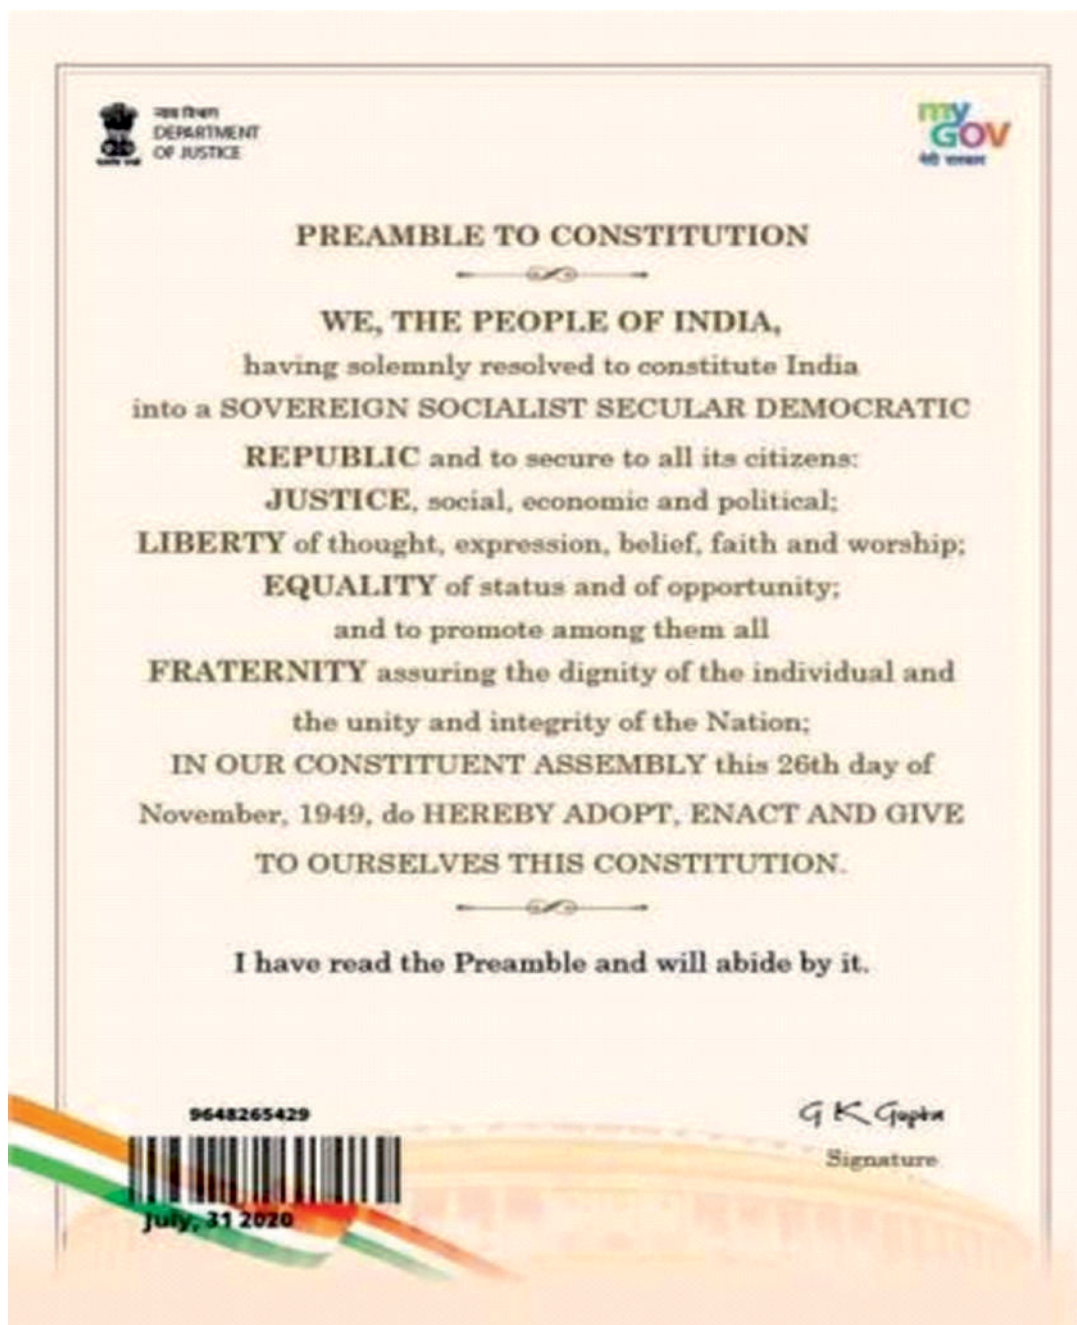 न्याय विभाग
DEPARTMENT
OF JUSTICE
my
GOV
मेरी सरकार
PREAMBLE TO CONSTITUTION
WE, THE PEOPLE OF INDIA,
having solemnly resolved to constitute India
into a SOVEREIGN SOCIALIST SECULAR DEMOCRATIC
REPUBLIC and to secure to all its citizens:
JUSTICE, social, economic and political;
LIBERTY of thought, expression, belief, faith and worship;
EQUALITY of status and of opportunity;
and to promote among them all
FRATERNITY assuring the dignity of the individual and
the unity and integrity of the Nation;
IN OUR CONSTITUENT ASSEMBLY this 26th day of
November, 1949, do HEREBY ADOPT, ENACT AND GIVE
TO OURSELVES THIS CONSTITUTION.
I have read the Preamble and will abide by it.
9648265429
July, 31 2020
G K Gupta
Signature